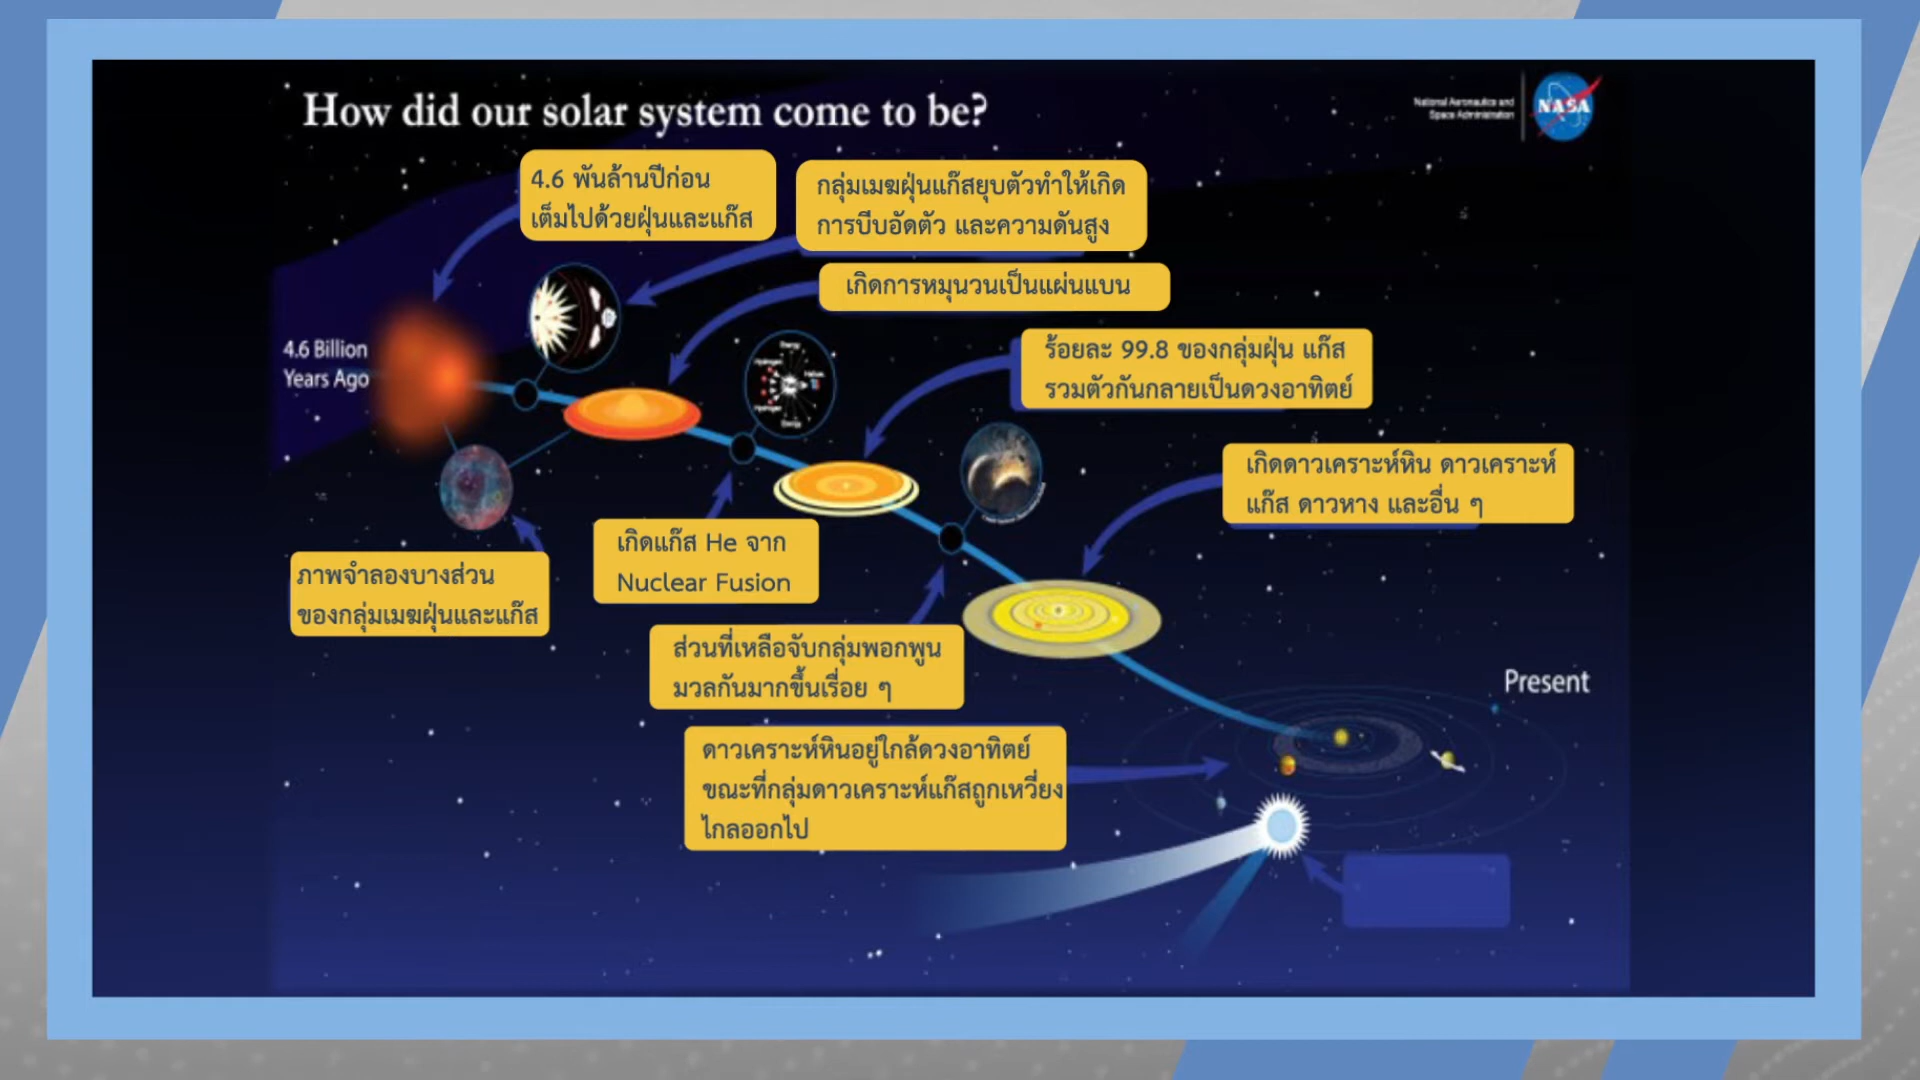 How did our solar system come to be?
National Aeronautics and
Space Administration
NASA
4.6 พันล้านปีก่อน
เต็มไปด้วยฝุ่นและแก๊ส
กลุ่มเมฆฝุ่นแก๊สยุบตัวทำให้เกิด
การบีบอัดตัว และความดันสูง
เกิดการหมุนวนเป็นแผ่นแบน
4.6 Billion
Years Ago
ร้อยละ 99.8 ของกลุ่มฝุ่น แก๊ส
รวมตัวกันกลายเป็นดวงอาทิตย์
Energy
Hydrogen
Hydrogen
Energy
เกิดดาวเคราะห์หิน ดาวเคราะห์
แก๊ส ดาวหาง และอื่น ๆ
เกิดแก๊ส He จาก
Nuclear Fusion
ภาพจำลองบางส่วน
ของกลุ่มเมฆฝุ่นและแก๊ส
ส่วนที่เหลือจับกลุ่มพอกพูน
มวลกันมากขึ้นเรื่อย ๆ
Present
ดาวเคราะห์หินอยู่ใกล้ดวงอาทิตย์
ขณะที่กลุ่มดาวเคราะห์แก๊สถูกเหวี่ยง
ไกลออกไป